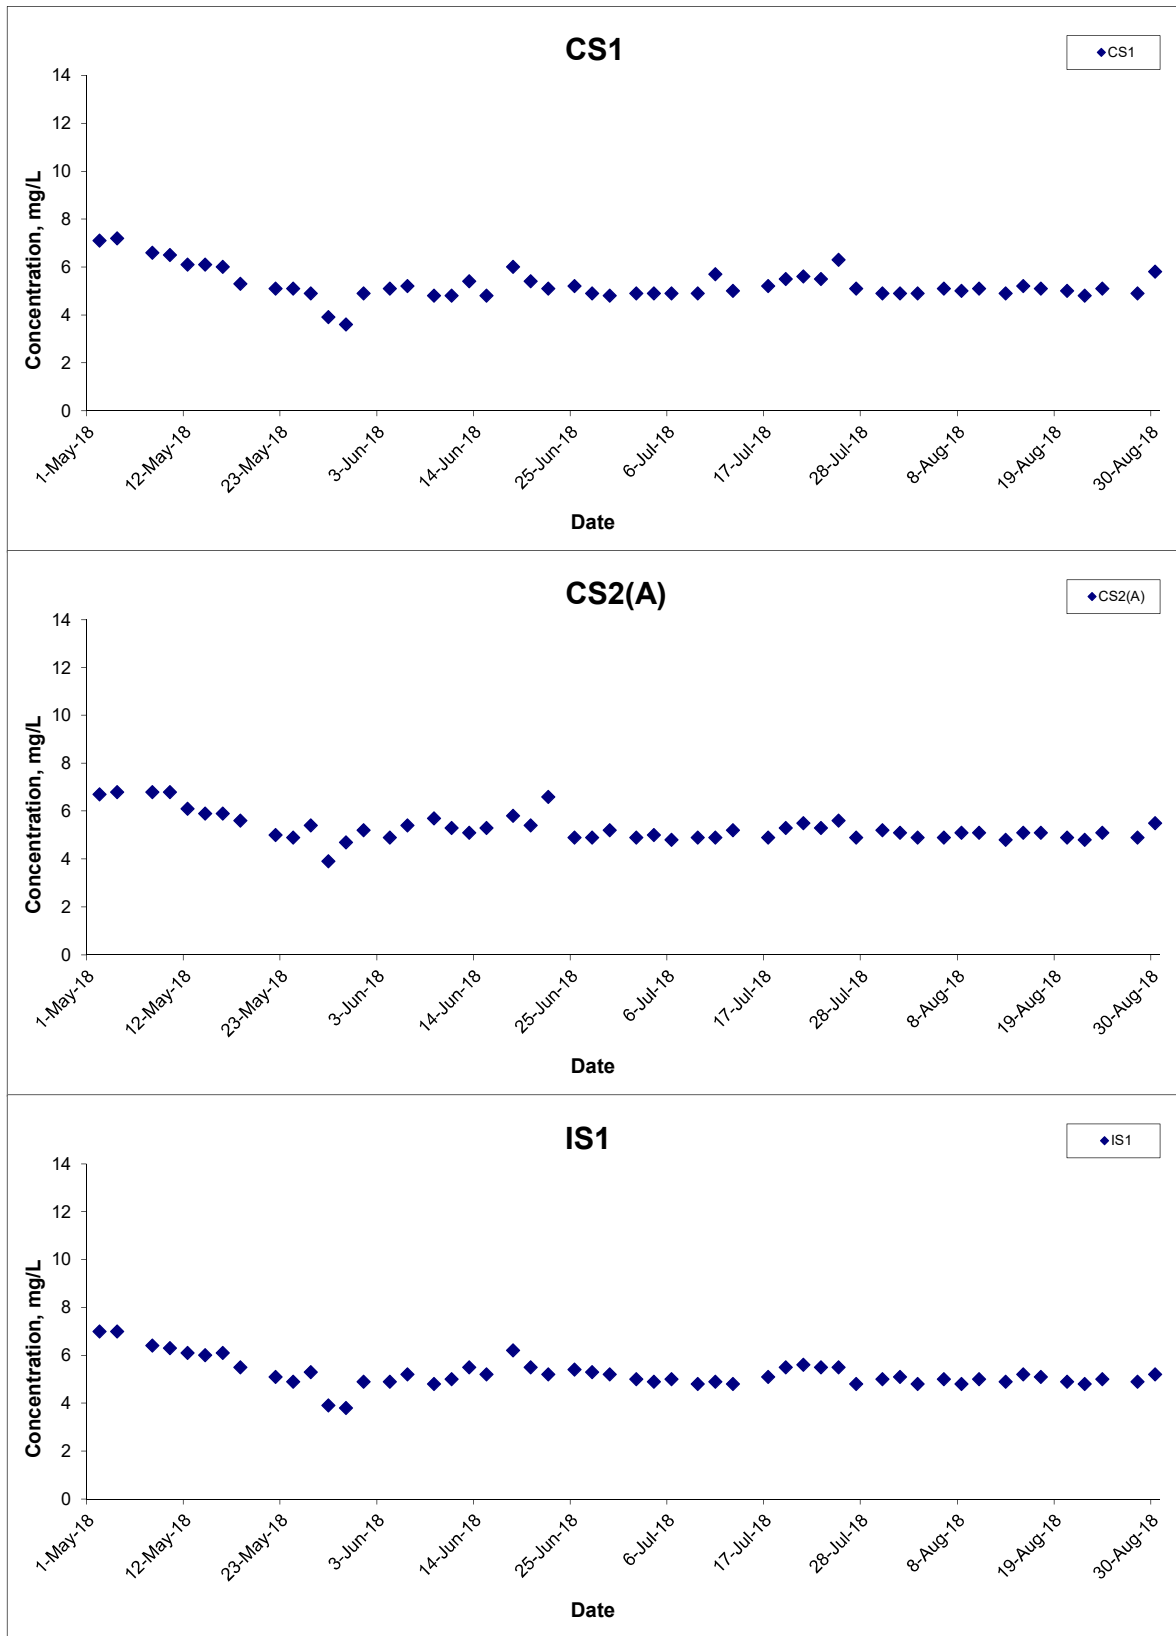 CS1
CS1
14
12
10
8
6
4
2
0
Concentration, mg/L
1-May-18
12-May-18
23-May-18
3-Jun-18
14-Jun-18
25-Jun-18
6-Jul-18
17-Jul-18
28-Jul-18
8-Aug-18
19-Aug-18
30-Aug-18
Date
CS2(A)
CS2(A)
14
12
10
8
6
4
2
0
Concentration, mg/L
1-May-18
12-May-18
23-May-18
3-Jun-18
14-Jun-18
25-Jun-18
6-Jul-18
17-Jul-18
28-Jul-18
8-Aug-18
19-Aug-18
30-Aug-18
Date
IS1
IS1
14
12
10
8
6
4
2
0
Concentration, mg/L
1-May-18
12-May-18
23-May-18
3-Jun-18
14-Jun-18
25-Jun-18
6-Jul-18
17-Jul-18
28-Jul-18
8-Aug-18
19-Aug-18
30-Aug-18
Date